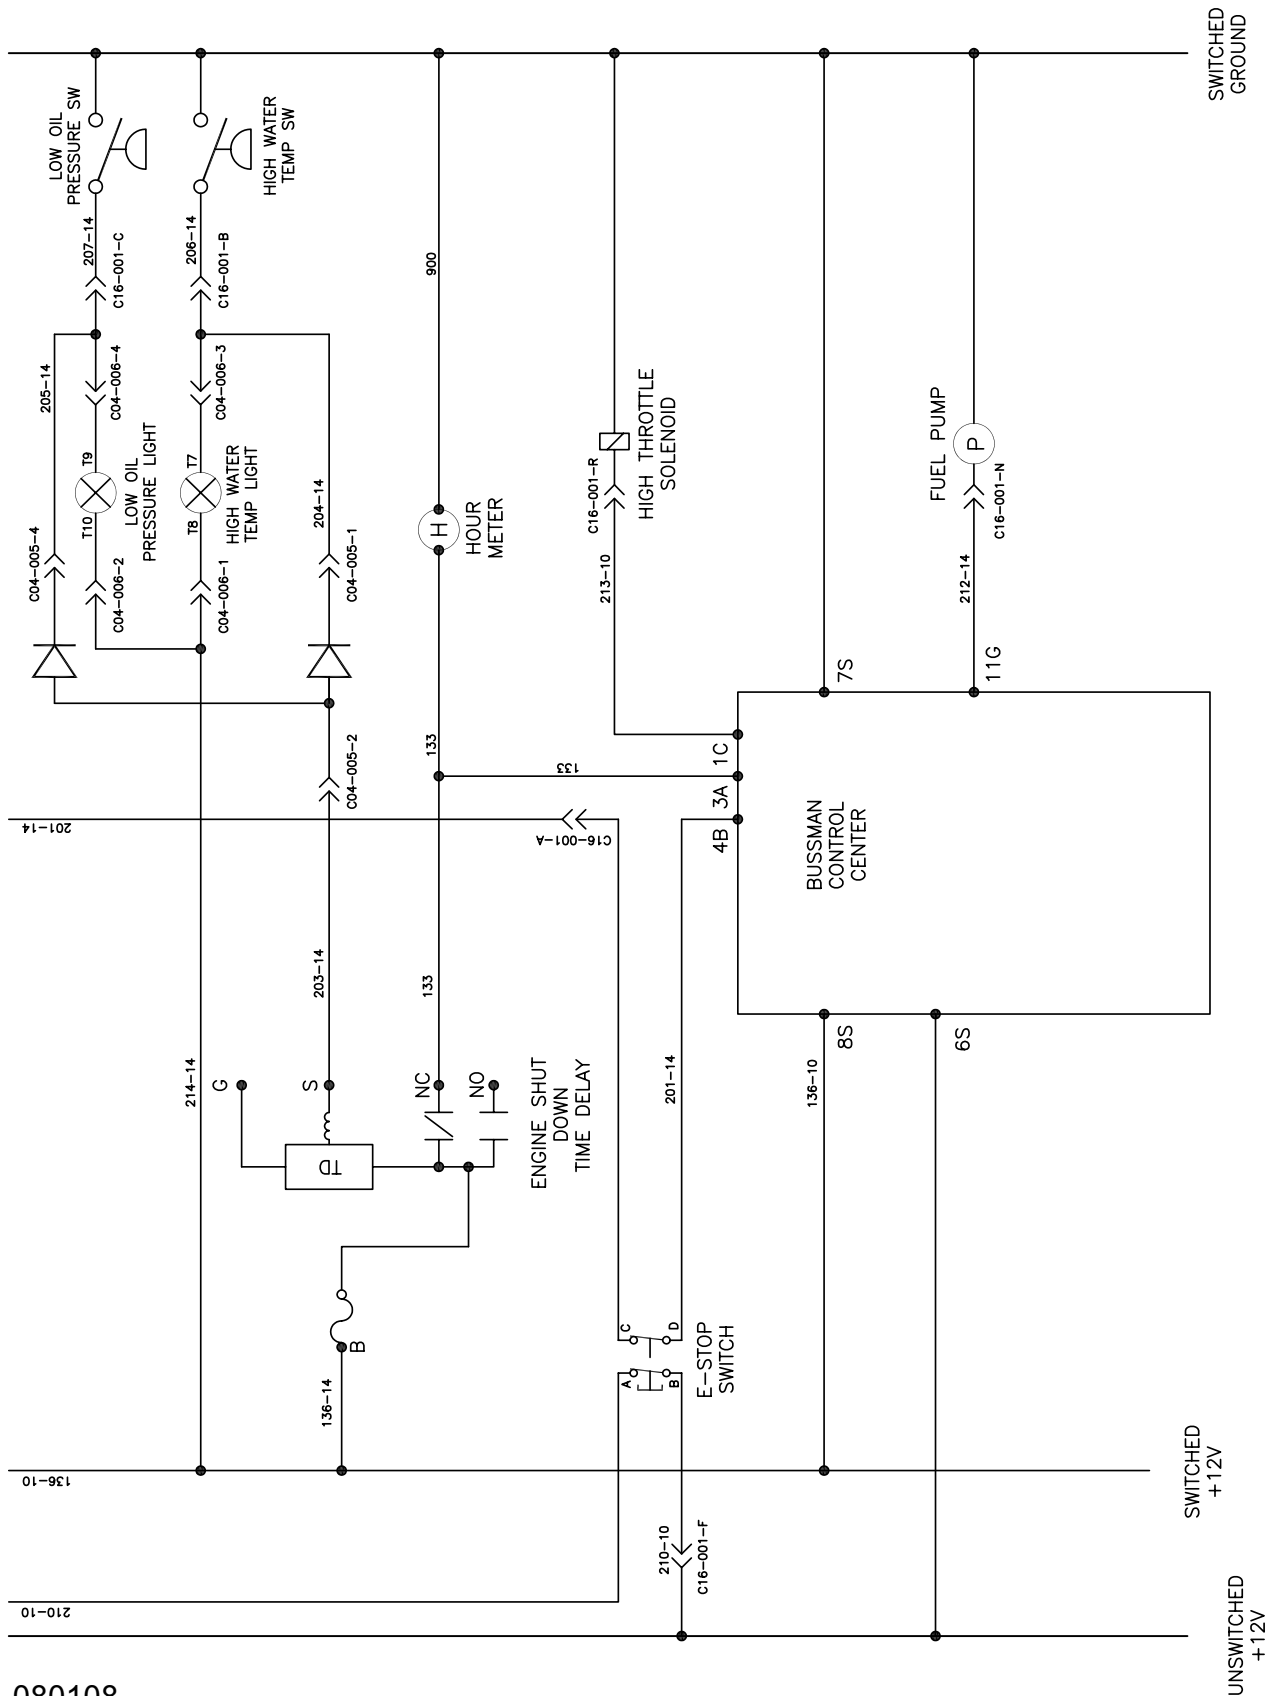 SWITCHED
GROUND
LOW OIL
PRESSURE SW
HIGH WATER
TEMP SW
207-14
C16-001-C
206-14
C16-001-B
900
205-14
C04-006-4
C04-006-3
T9
T10
LOW OIL
PRESSURE LIGHT
T7
T8
HIGH WATER
TEMP LIGHT
204-14
C04-005-4
C04-006-2
C04-006-1
C04-005-1
H
HOUR
METER
C16-001-R
HIGH THROTTLE
SOLENOID
213-10
FUEL PUMP
P
C16-001-N
212-14
7S
11G
1C
3A
4B
133
133
C04-005-2
201-14
C16-001-A
BUSSMAN
CONTROL
CENTER
203-14
133
214-14
G
S
NC
NO
TD
ENGINE SHUT
DOWN
TIME DELAY
201-14
8S
6S
136-10
B
136-14
A
B
C
D
E-STOP
SWITCH
136-10
SWITCHED
+12V
210-10
C16-001-F
210-10
UNSWITCHED
+12V